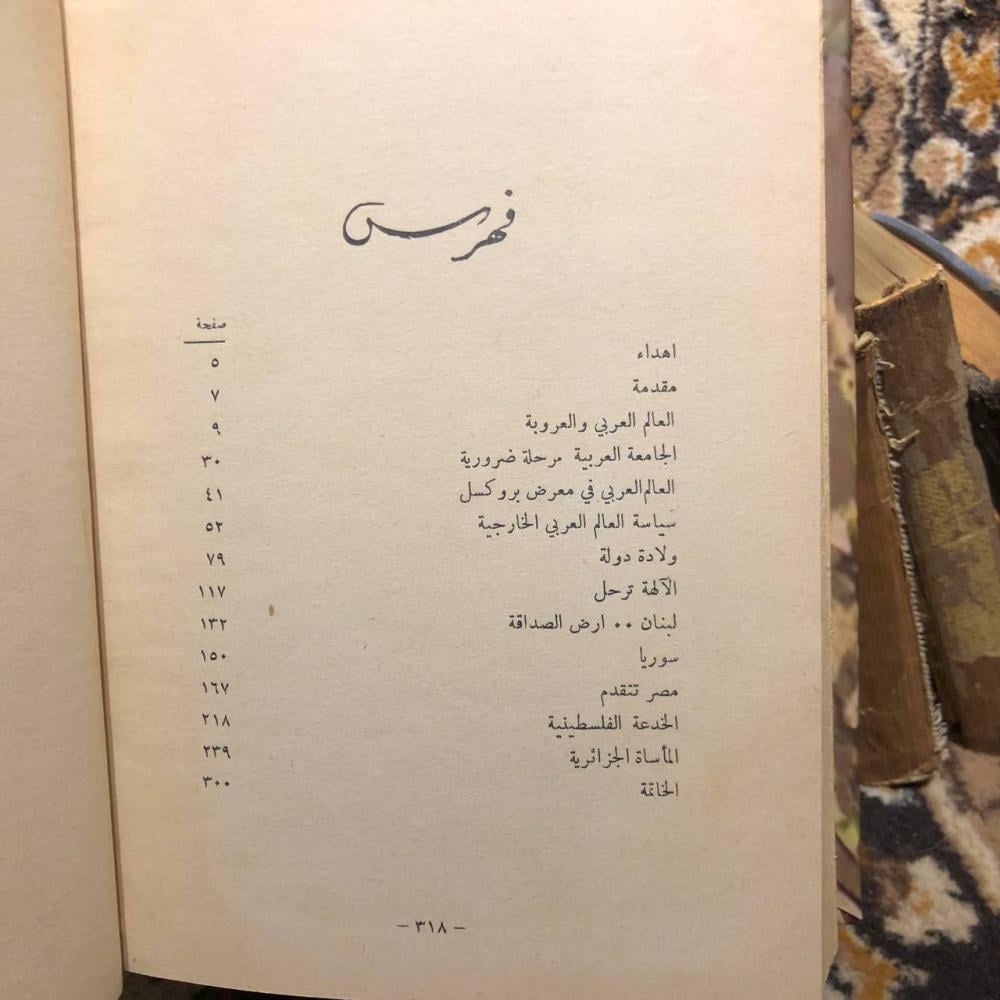 فهرس
صفحة
اهداء ٥
مقدمة ٧
العالم العربي والعروبة ٩
الجامعة العربية مرحلة ضرورية ٣٠
العالم العربي في معرض بروكسل ٤١
سياسة العالم العربي الخارجية ٥٢
ولادة دولة ٧٩
الآلهة ترحل ١١٧
لبنان ٠٠ ارض الصداقة ١٣٢
سوريا ١٥٠
مصر تتقدم ١٦٧
الخدعة الفلسطينية ٢١٨
المأساة الجزائرية ٢٣٩
الخاتمة ٣٠٠
– ٣١٨ –